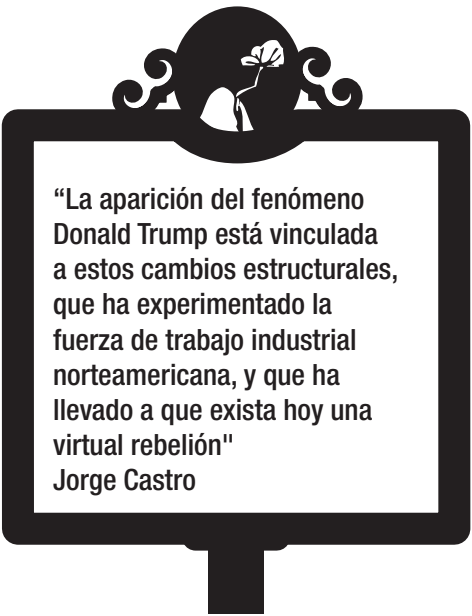 “La aparición del fenómeno
Donald Trump está vinculada
a estos cambios estructurales,
que ha experimentado la
fuerza de trabajo industrial
norteamericana, y que ha
llevado a que exista hoy una
virtual rebelión"
Jorge Castro